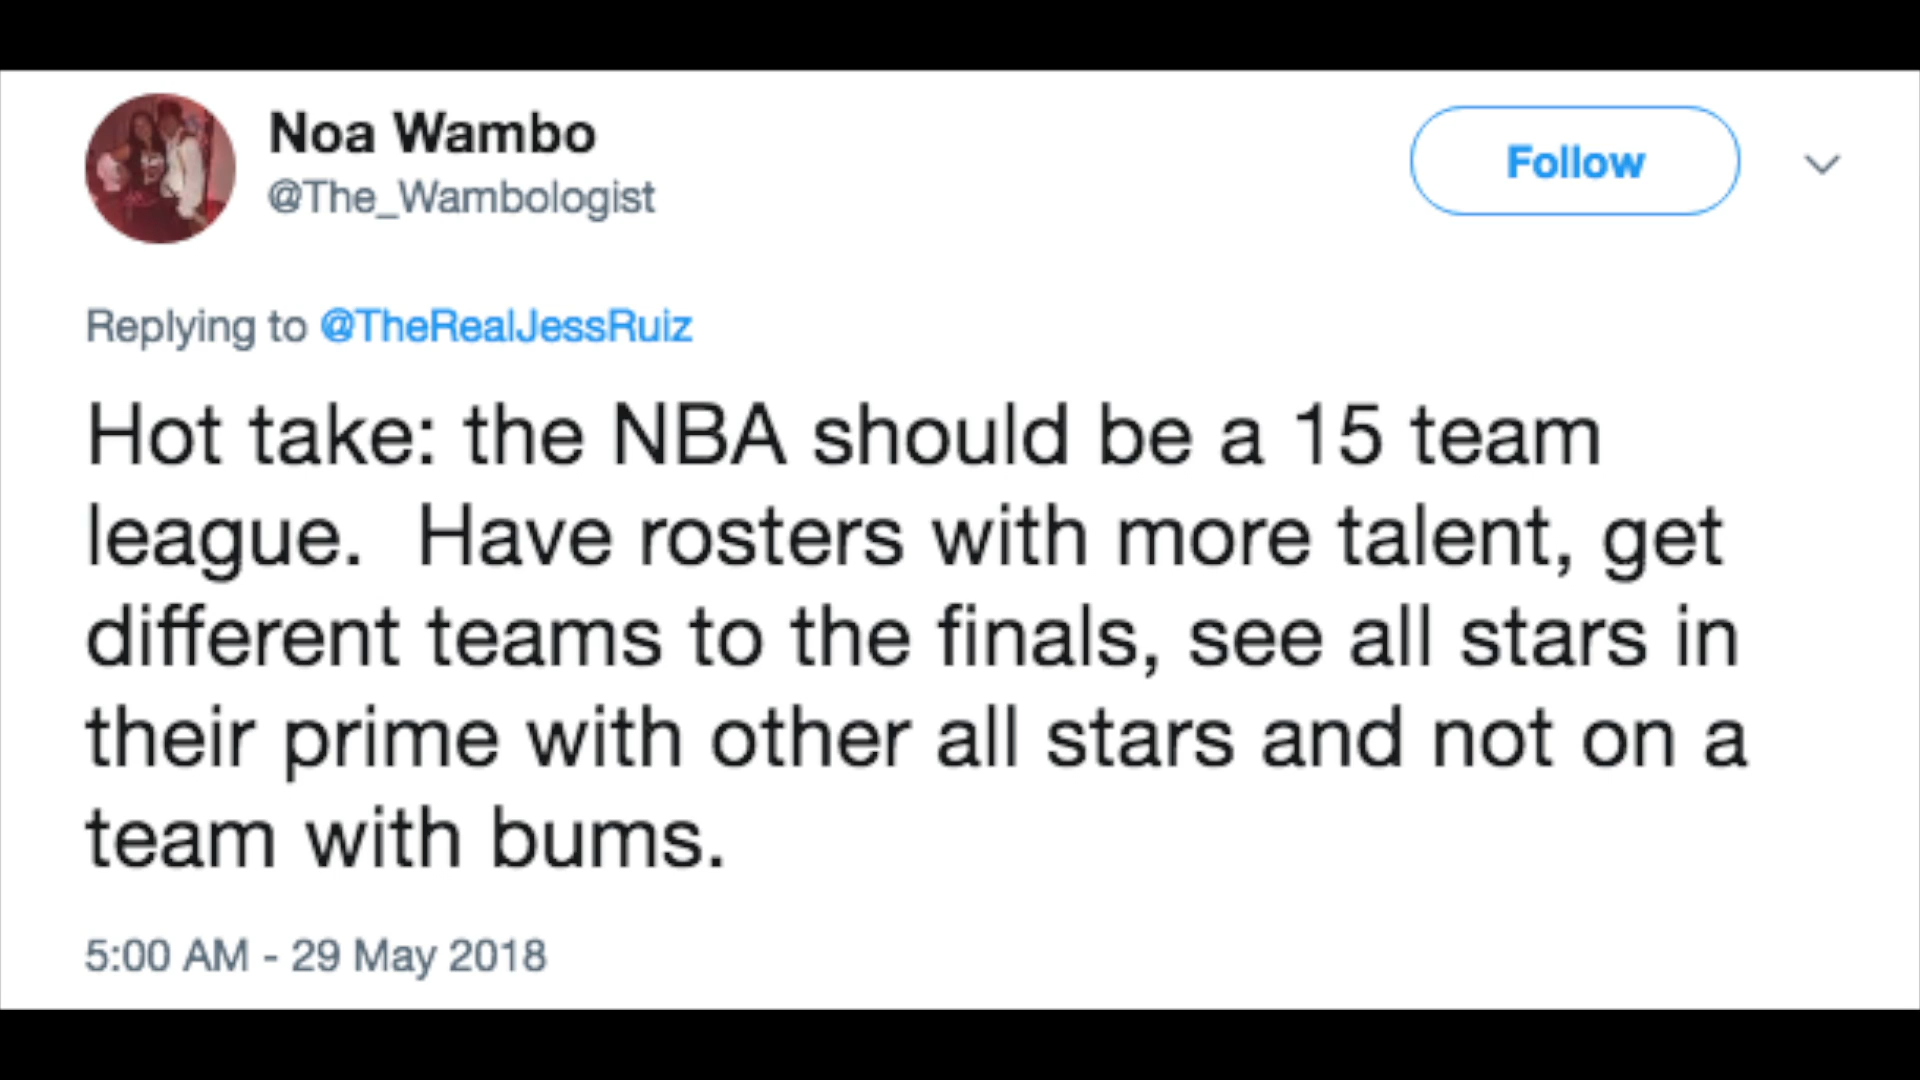 Noa Wambo
@The_Wambologist
Follow
Replying to @TheRealJessRuiz
Hot take: the NBA should be a 15 team
league.  Have rosters with more talent, get
different teams to the finals, see all stars in
their prime with other all stars and not on a
team with bums.
5:00 AM - 29 May 2018